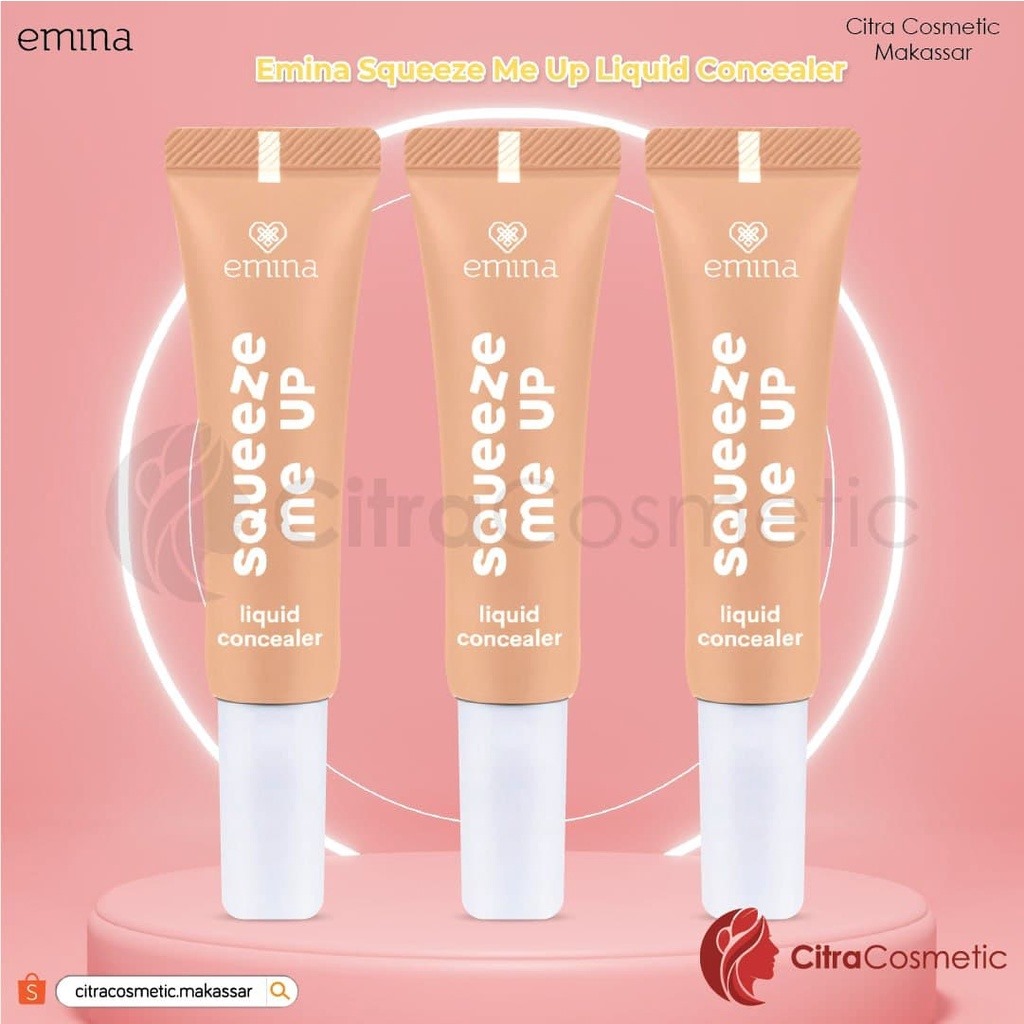 emina
Citra Cosmetic
Makassar
Emina Squeeze Me Up Liquid Concealer
emina
squeeze
me up
liquid
concealer
emina
squeeze
me up
liquid
concealer
emina
squeeze
me up
liquid
concealer
CitraCosmetic
CitraCosmetic
S
citracosmetic.makassar